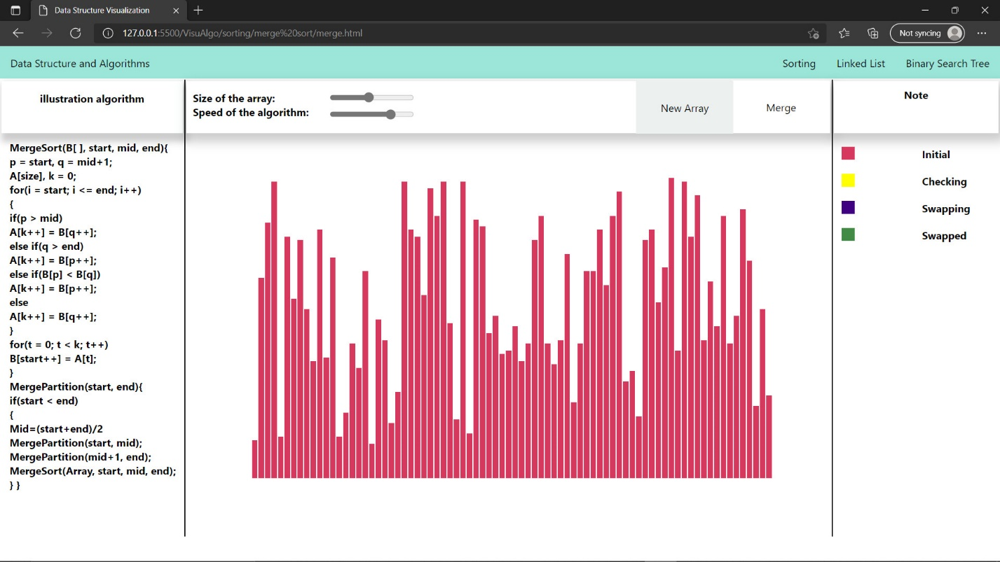 Data Structure Visualization
127.0.0.1:5500/VisuAlgo/sorting/merge%20sort/merge.html
Not syncing
Data Structure and Algorithms
Sorting
Linked List
Binary Search Tree
illustration algorithm
Size of the array:
Speed of the algorithm:
New Array
Merge
Note
MergeSort(B[ ], start, mid, end){
p = start, q = mid+1;
A[size], k = 0;
for(i = start; i <= end; i++)
{
if(p > mid)
A[k++] = B[q++];
else if(q > end)
A[k++] = B[p++];
else if(B[p] < B[q])
A[k++] = B[p++];
else
A[k++] = B[q++];
}
for(t = 0; t < k; t++)
B[start++] = A[t];
}
MergePartition(start, end){
if(start < end)
{
Mid=(start+end)/2
MergePartition(start, mid);
MergePartition(mid+1, end);
MergeSort(Array, start, mid, end);
} }
Initial
Checking
Swapping
Swapped